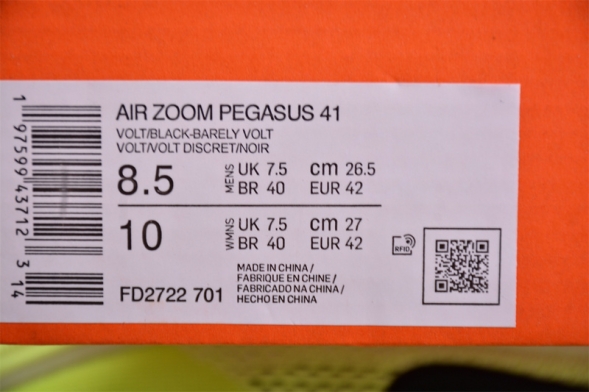 AIR ZOOM PEGASUS 41
VOLT/BLACK-BARELY VOLT
VOLT/VOLT DISCRET/NOIR
8.5 MENS UK 7.5 cm 26.5
BR 40 EUR 42
10 WMNS UK 7.5 cm 27
BR 40 EUR 42
MADE IN CHINA /
FABRIQUE EN CHINE /
FABRICADO NA CHINA /
HECHO EN CHINA
FD2722 701
RFID
1 97599 43712 3 14